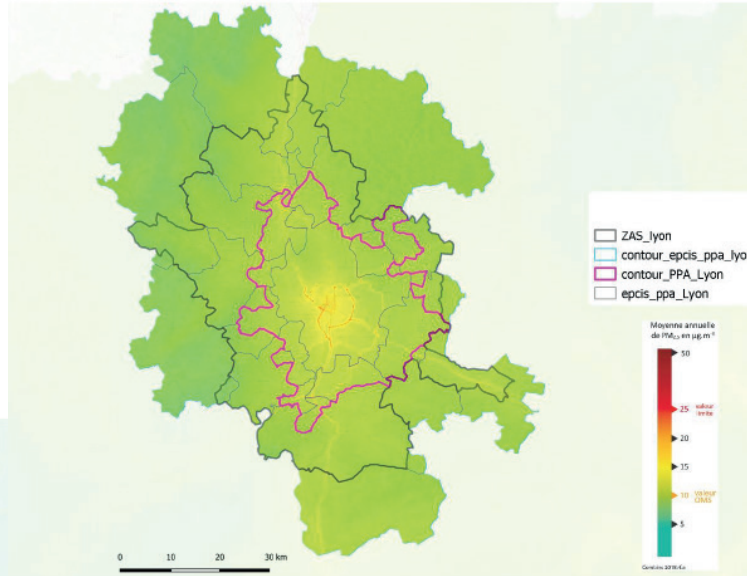 ZAS_lyon
contour_epcis_ppa_lyo
contour_PPA_Lyon
epcis_ppa_Lyon
Moyenne annuelle
de PM2,5 en µg.m-3
50
25 valeur limite
20
15
10 valeur OMS
5
0 10 20 30 km